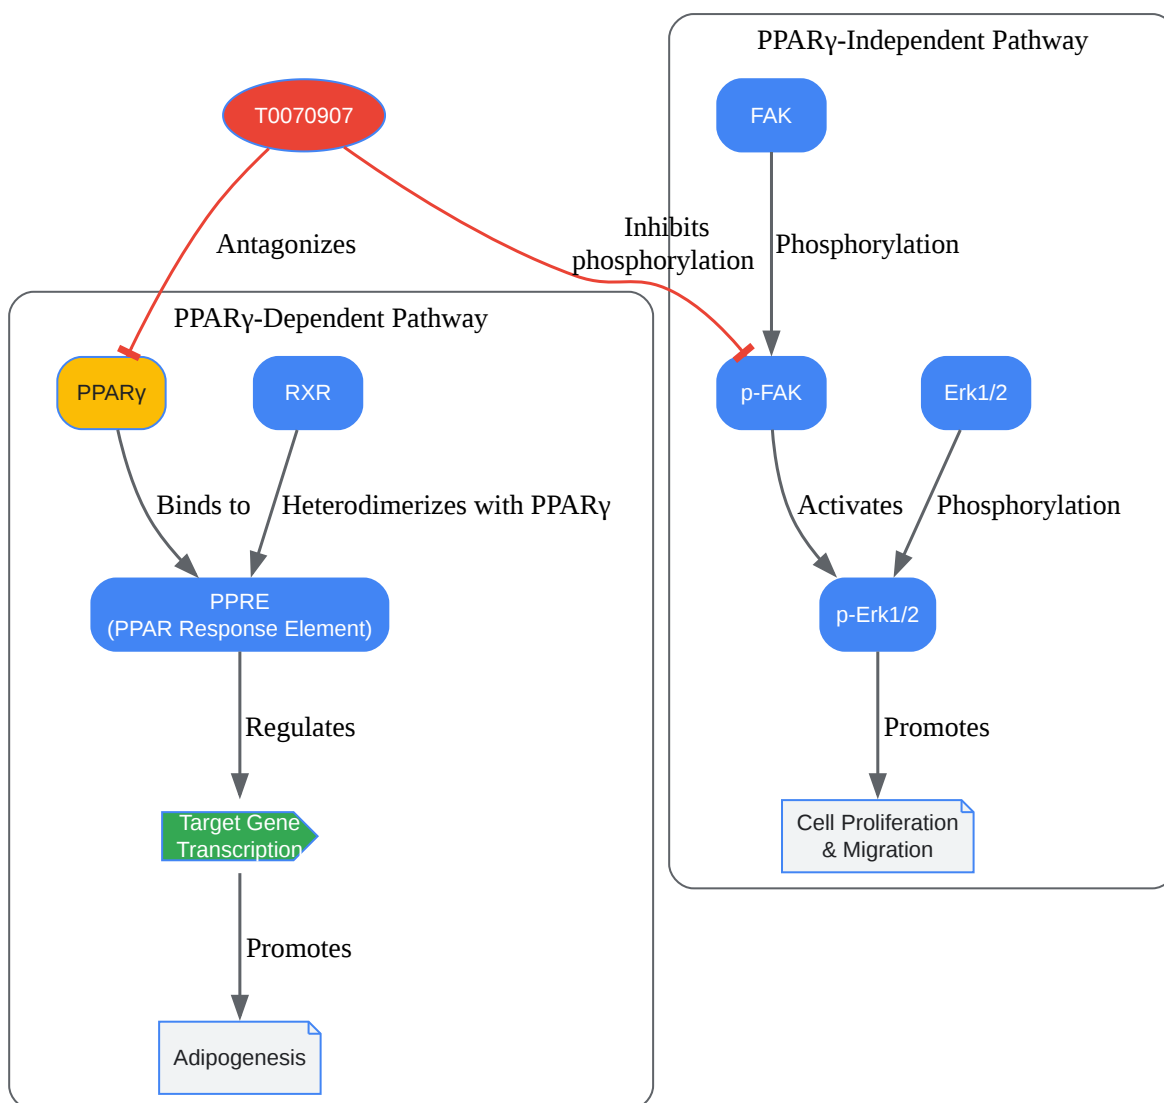 PPARγ-Independent Pathway
T0070907
FAK
Antagonizes
Inhibits
phosphorylation
Phosphorylation
PPARγ-Dependent Pathway
PPARγ
RXR
p-FAK
Erk1/2
Binds to
Heterodimerizes with PPARγ
Activates
Phosphorylation
PPRE
(PPAR Response Element)
p-Erk1/2
Regulates
Promotes
Target Gene
Transcription
Cell Proliferation
& Migration
Promotes
Adipogenesis